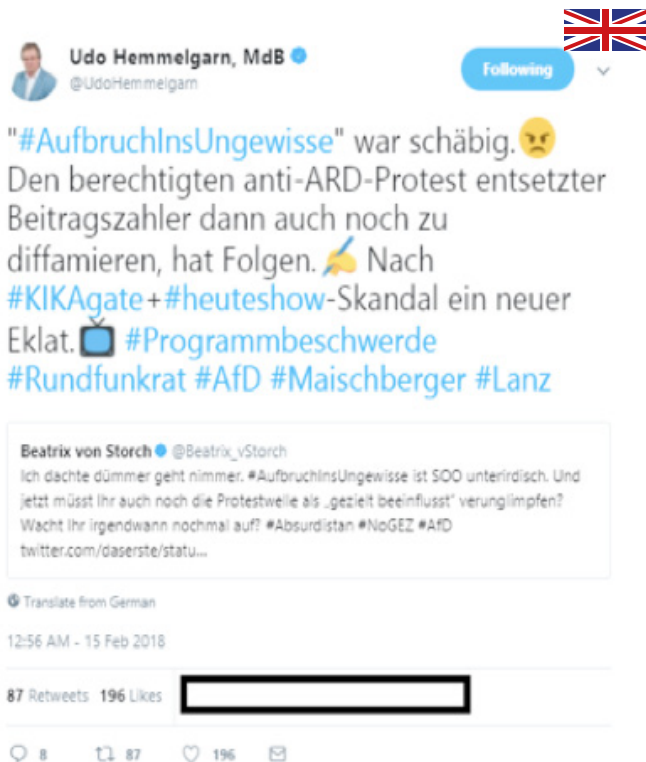 Udo Hemmelgarn, MdB
@UdoHemmelgarn
Following
"#AufbruchInsUngewisse" war schäbig.😠
Den berechtigten anti-ARD-Protest entsetzter
Beitragszahler dann auch noch zu
diffamieren, hat Folgen.✍️ Nach
#KIKAgate+#heuteshow-Skandal ein neuer
Eklat.📺 #Programmbeschwerde
#Rundfunkrat #AfD #Maischberger #Lanz
Beatrix von Storch @Beatrix_vStorch
Ich dachte dümmer geht nimmer. #AufbruchInsUngewisse ist SOO unterirdisch. Und
jetzt müsst Ihr auch noch die Protestwelle als „gezielt beeinflusst" verunglimpfen?
Wacht Ihr irgendwann nochmal auf? #Absurdistan #NoGEZ #AfD
twitter.com/daserste/statu...
Translate from German
12:56 AM - 15 Feb 2018
87 Retweets 196 Likes
8 87 196